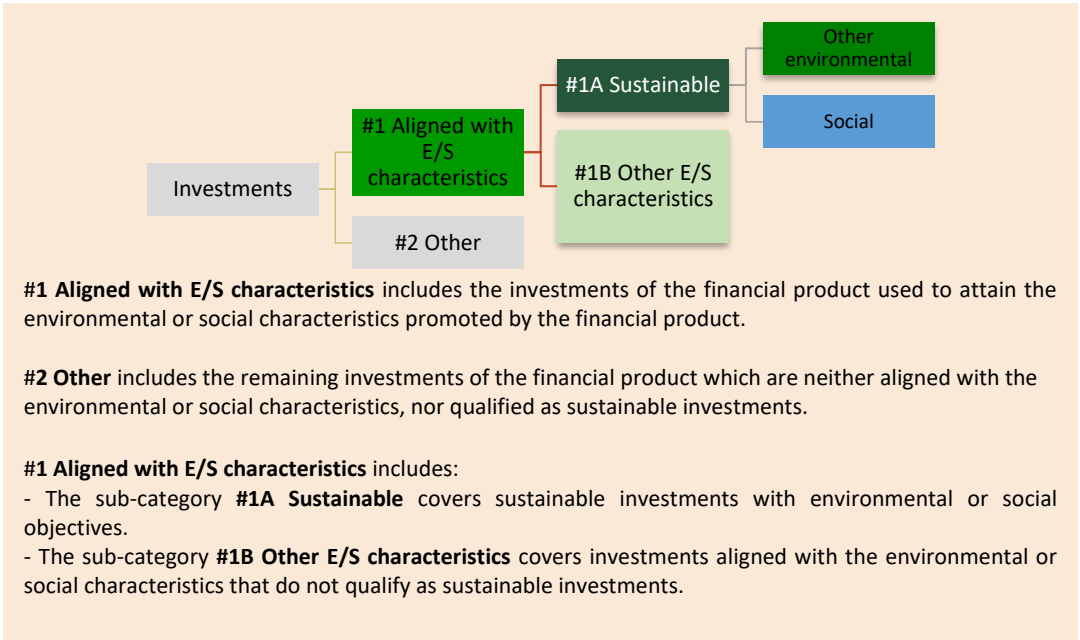 Other
environmental
#1A Sustainable
Social
#1 Aligned with
E/S
characteristics
#1B Other E/S
characteristics
Investments
#2 Other
#1 Aligned with E/S characteristics includes the investments of the financial product used to attain the
environmental or social characteristics promoted by the financial product.
#2 Other includes the remaining investments of the financial product which are neither aligned with the
environmental or social characteristics, nor qualified as sustainable investments.
#1 Aligned with E/S characteristics includes:
- The sub-category #1A Sustainable covers sustainable investments with environmental or social
objectives.
- The sub-category #1B Other E/S characteristics covers investments aligned with the environmental or
social characteristics that do not qualify as sustainable investments.